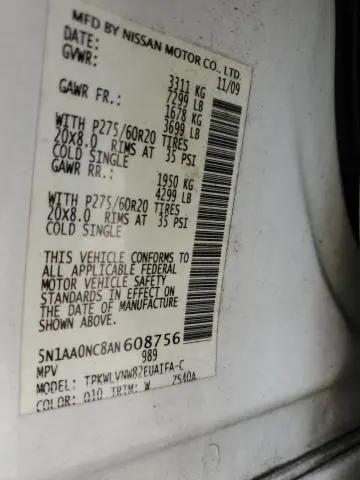 MFD BY NISSAN MOTOR CO., LTD.
DATE: 11/09
GVWR: 3311 KG
7299 LB
GAWR FR.: 1678 KG
3699 LB
WITH P275/60R20 TIRES
20x8.0 RIMS AT 35 PSI
COLD SINGLE
GAWR RR.: 1950 KG
4299 LB
WITH P275/60R20 TIRES
20x8.0 RIMS AT 35 PSI
COLD SINGLE
THIS VEHICLE CONFORMS TO
ALL APPLICABLE FEDERAL
MOTOR VEHICLE SAFETY
STANDARDS IN EFFECT ON
THE DATE OF MANUFACTURE
SHOWN ABOVE.
5N1AA0NC8AN608756
MPV 989
MODEL: TPKWLVNW82EUAIFA-C
COLOR: Q10 TRIM: W ZS40A